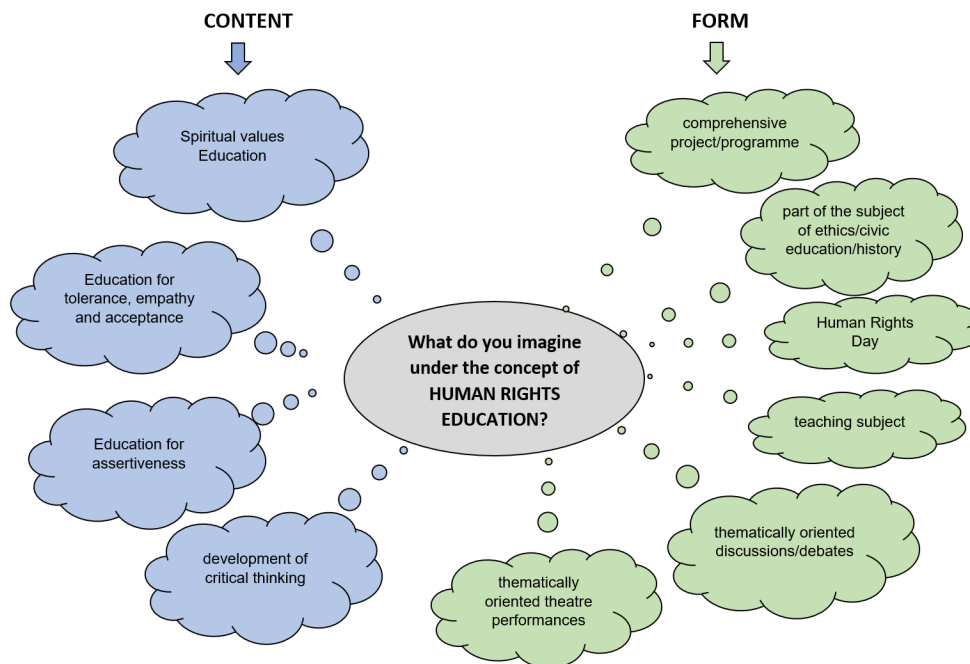 CONTENT
Spiritual values
Education
Education for
tolerance, empathy
and acceptance
Education for
assertiveness
development of
critical thinking
What do you imagine
under the concept of
HUMAN RIGHTS
EDUCATION?
FORM
comprehensive
project/programme
part of the subject
of ethics/civic
education/history
Human Rights
Day
teaching subject
thematically oriented
discussions/debates
thematically
oriented theatre
performances